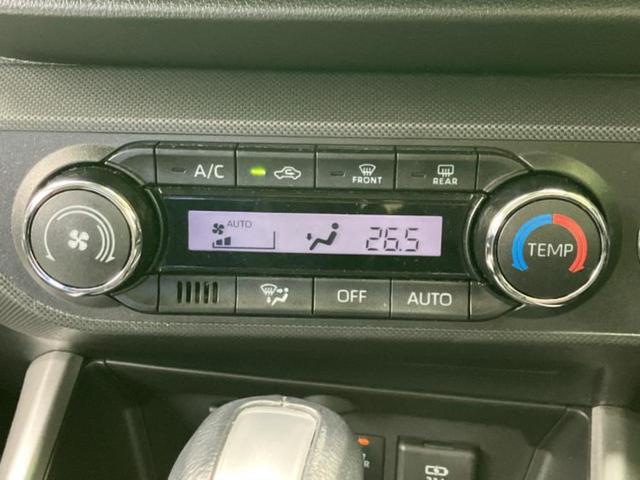 A/C
FRONT
REAR
AUTO
26.5
TEMP
OFF
AUTO